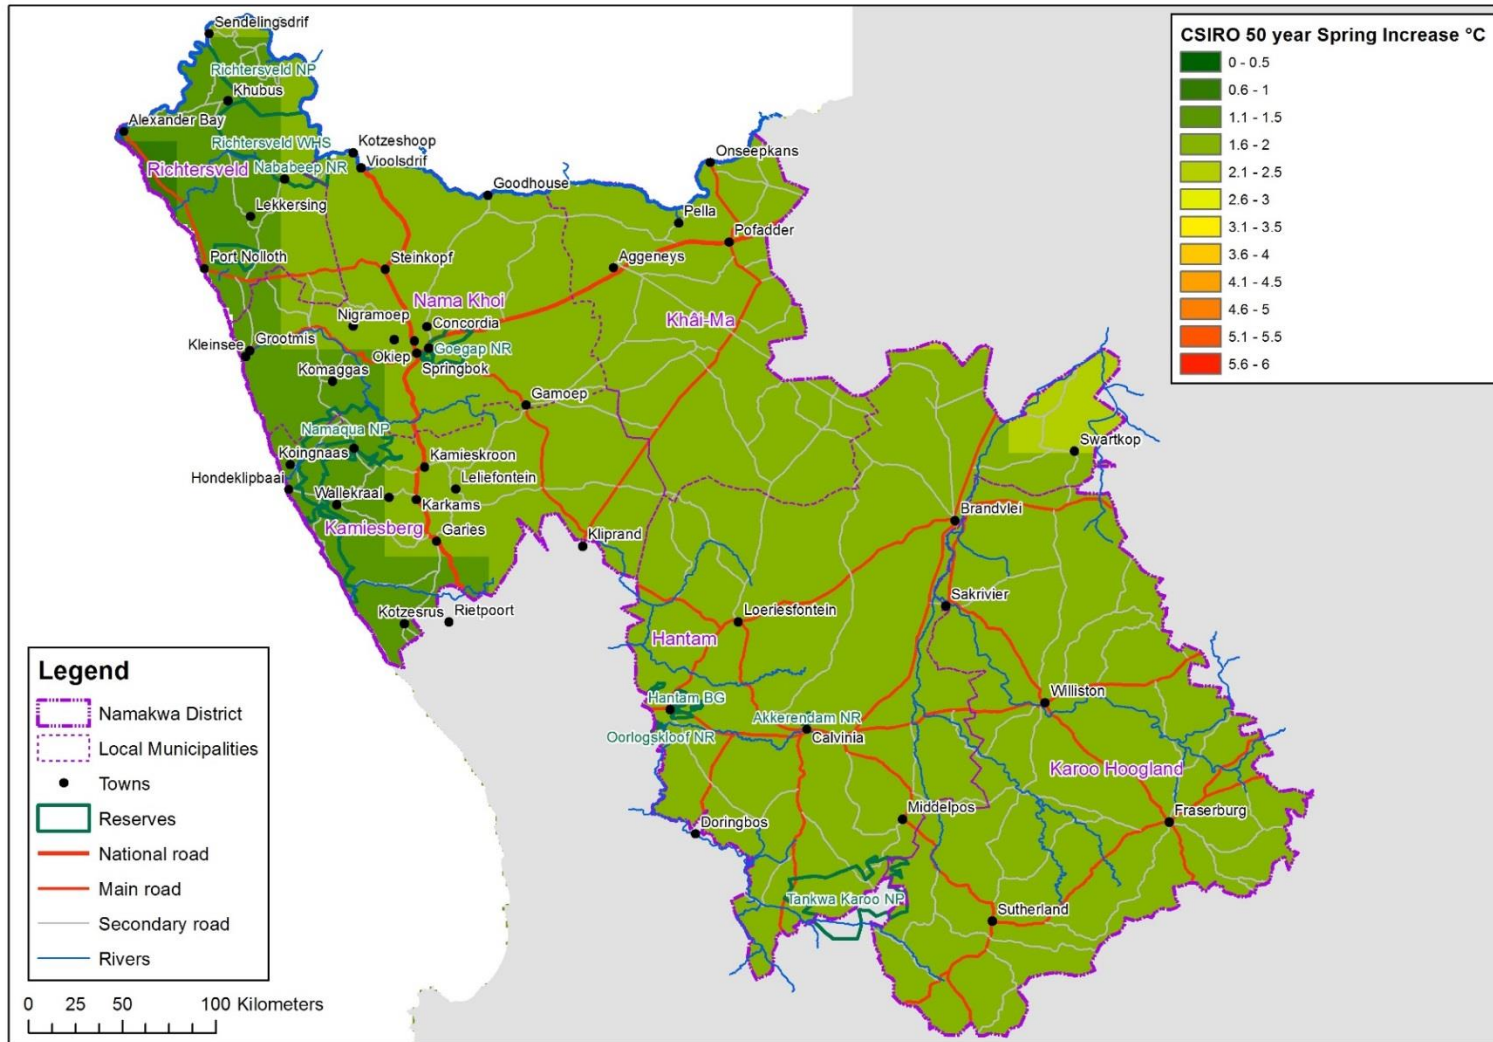 CSIRO 50 year Spring Increase °C
0 - 0.5
0.6 - 1
1.1 - 1.5
1.6 - 2
2.1 - 2.5
2.6 - 3
3.1 - 3.5
3.6 - 4
4.1 - 4.5
4.6 - 5
5.1 - 5.5
5.6 - 6
Sendelingsdrif
Richtersveld NP
Khubus
Alexander Bay
Richtersveld WHS
Kotzeshoop
Vioolsdrif
Richtersveld
Nababeep NR
Goodhouse
Onseepkans
Lekkersing
Pella
Pofadder
Port Nolloth
Steinkopf
Aggeneys
Nama Khoi
Khâi-Ma
Nigramoep
Concordia
Kleinsee
Grootmis
Okiep
Goegap NR
Springbok
Komaggas
Gamoep
Namaqua NP
Swartkop
Koingnaas
Kamieskroon
Hondeklipbaai
Wallekraal
Leliefontein
Karkams
Kamiesberg
Garies
Kliprand
Brandvlei
Kotzesrus
Rietpoort
Loeriesfontein
Sakrivier
Hantam
Hantam BG
Williston
Oorlogskloof NR
Akkerendam NR
Calvinia
Karoo Hoogland
Middelpos
Fraserburg
Doringbos
Tankwa Karoo NP
Sutherland
Legend
Namakwa District
Local Municipalities
Towns
Reserves
National road
Main road
Secondary road
Rivers
0 25 50 100 Kilometers